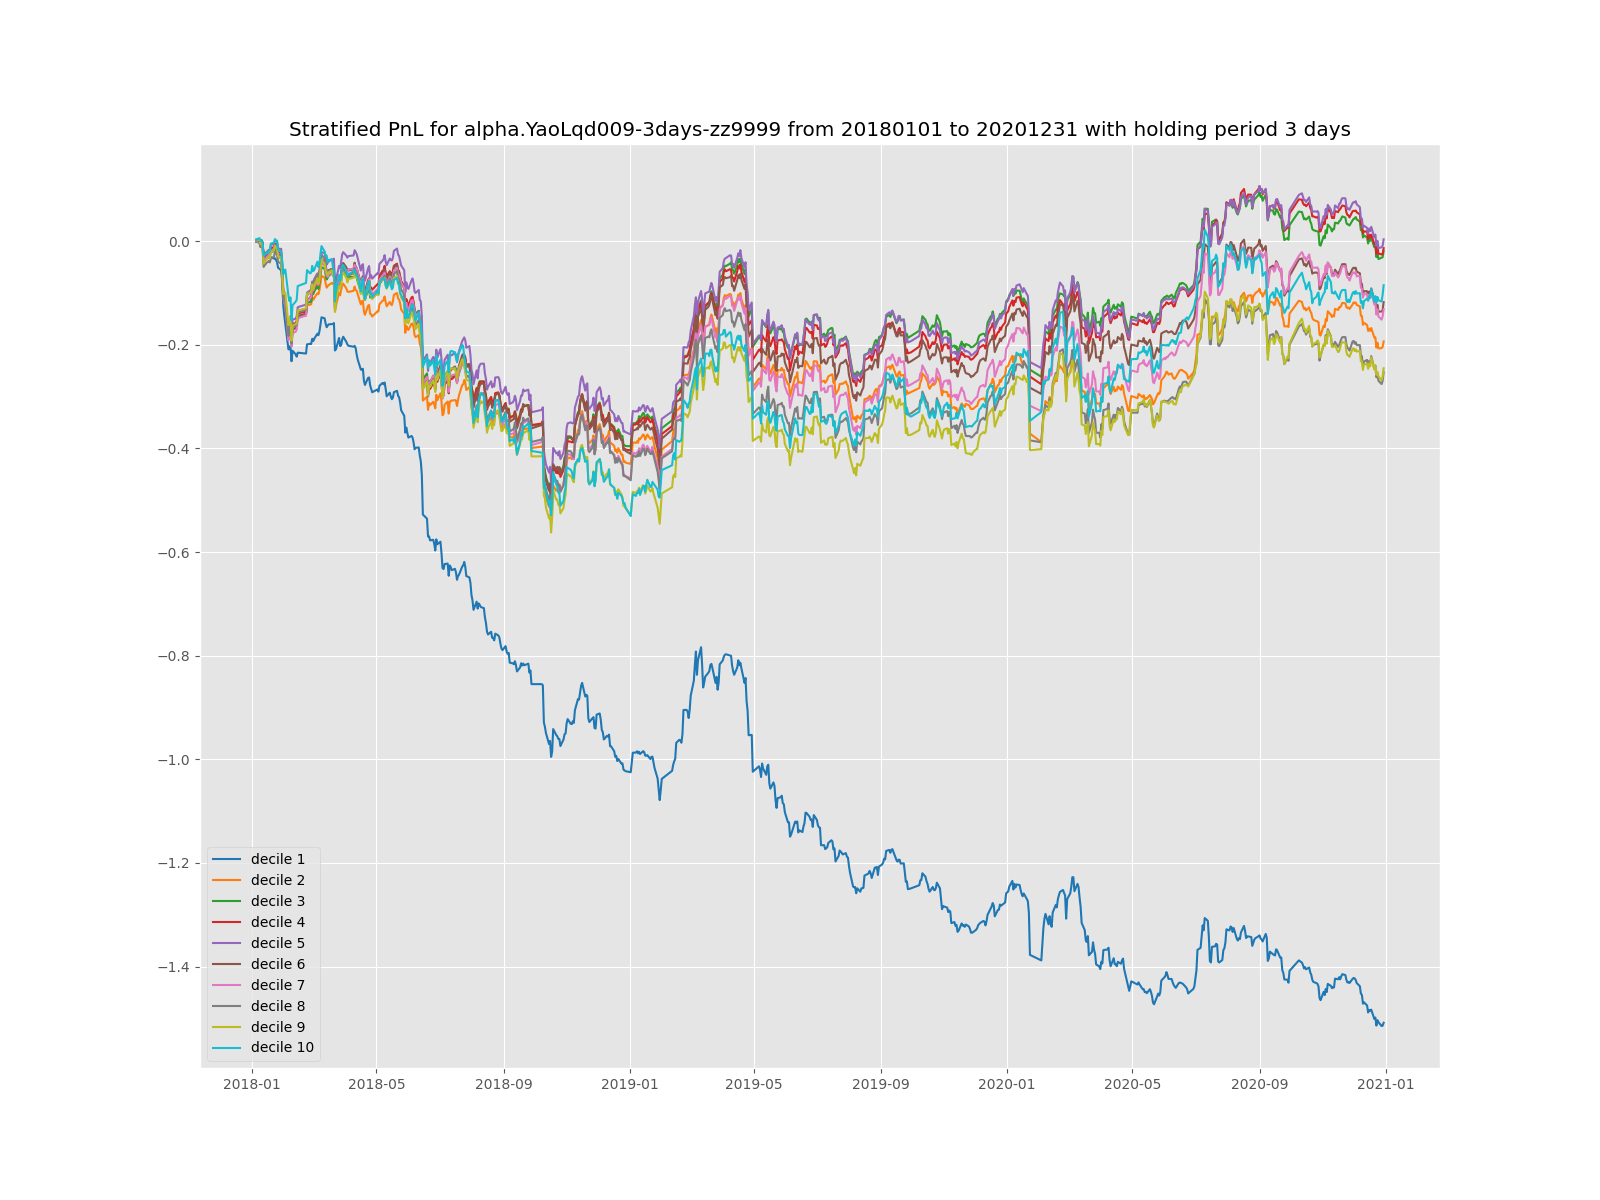 Stratified PnL for alpha.YaoLqd009-3days-zz9999 from 20180101 to 20201231 with holding period 3 days
0.0
−0.2
−0.4
−0.6
−0.8
−1.0
−1.2
−1.4
decile 1
decile 2
decile 3
decile 4
decile 5
decile 6
decile 7
decile 8
decile 9
decile 10
2018-01 2018-05 2018-09 2019-01 2019-05 2019-09 2020-01 2020-05 2020-09 2021-01